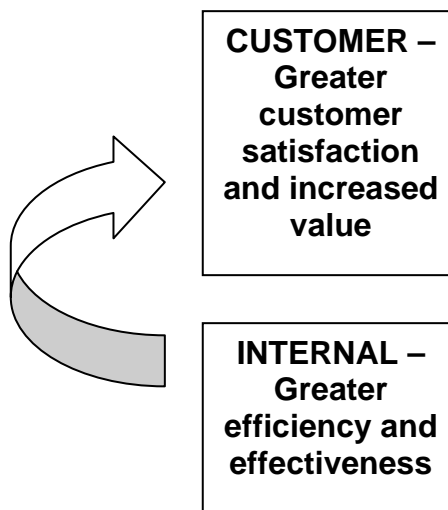 CUSTOMER –
Greater
customer
satisfaction
and increased
value
INTERNAL –
Greater
efficiency and
effectiveness